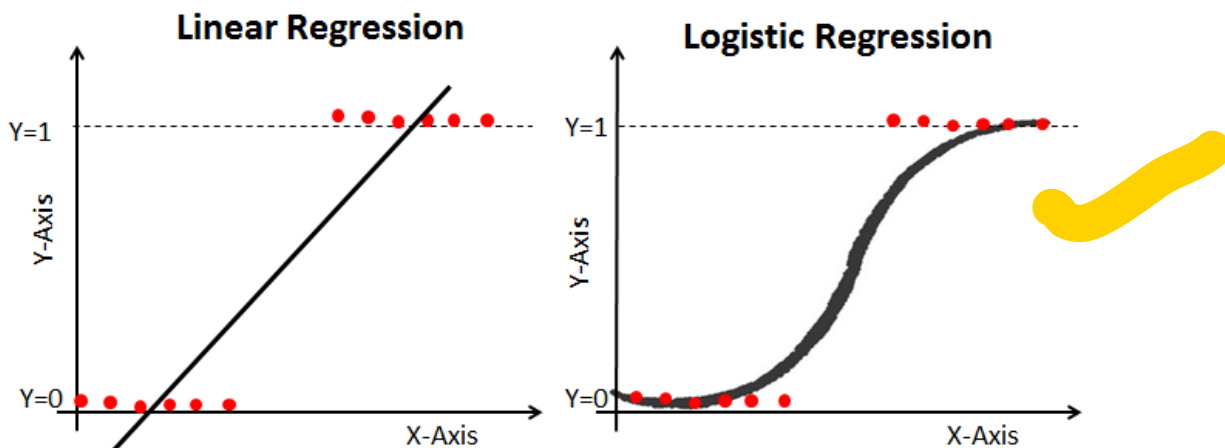 Linear Regression
Y=1
Y-Axis
Y=0
X-Axis
Logistic Regression
Y=1
Y-Axis
Y=0
X-Axis